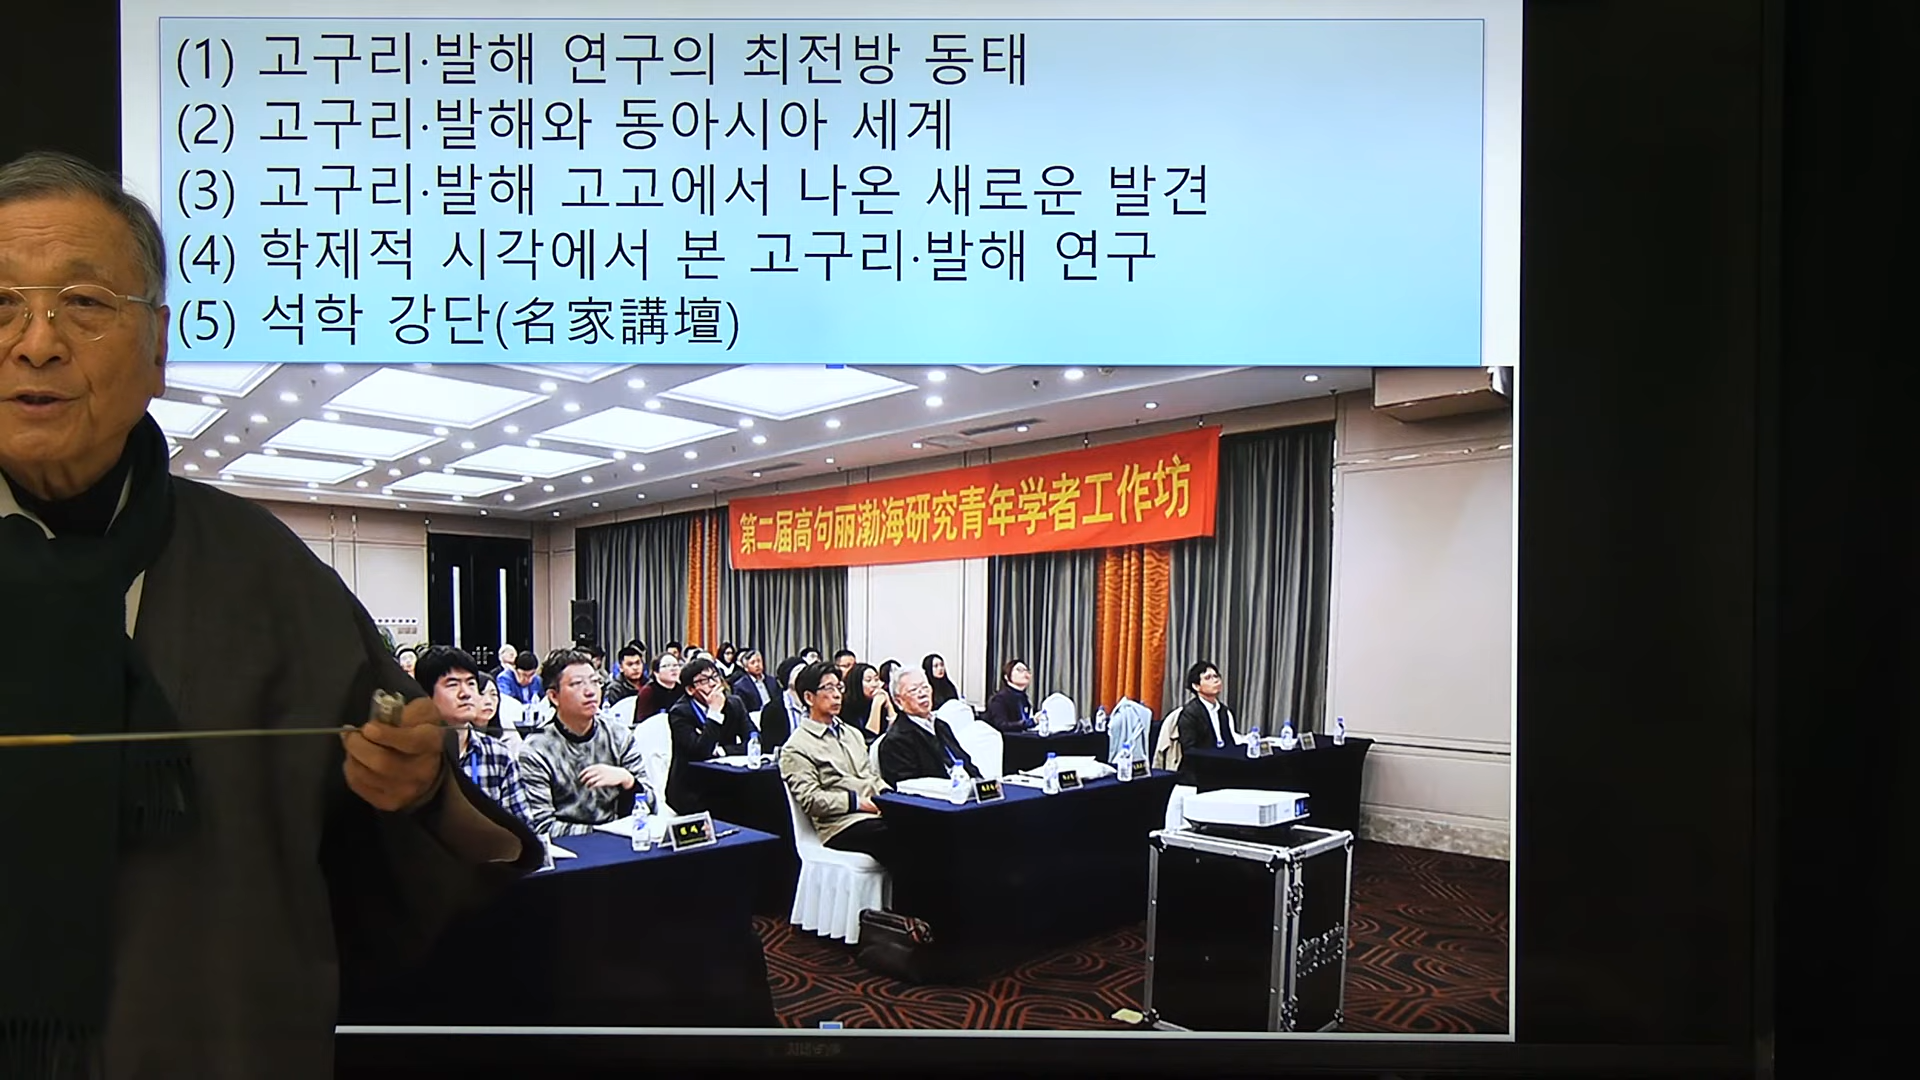 (1) 고구리·발해 연구의 최전방 동태
(2) 고구리·발해와 동아시아 세계
(3) 고구리·발해 고고에서 나온 새로운 발견
(4) 학제적 시각에서 본 고구리·발해 연구
(5) 석학 강단(名家講壇)
第二届高句丽渤海研究青年学者工作坊